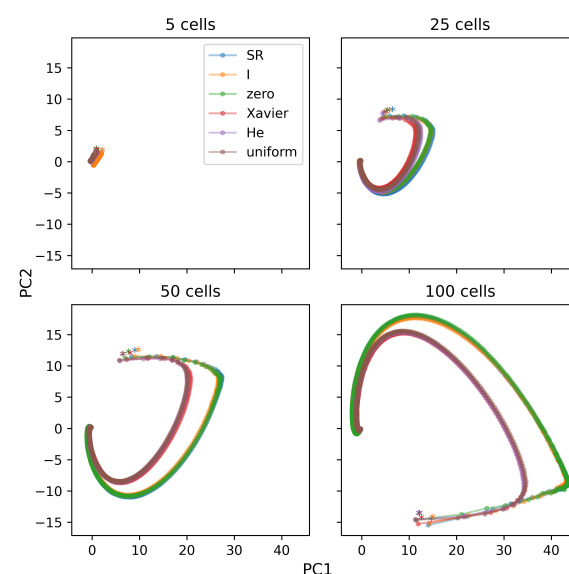 5 cells
25 cells
SR
I
zero
Xavier
He
uniform
15
10
5
0
−5
−10
−15
PC2
50 cells
100 cells
15
10
5
0
−5
−10
−15
0 10 20 30 40
0 10 20 30 40
PC1